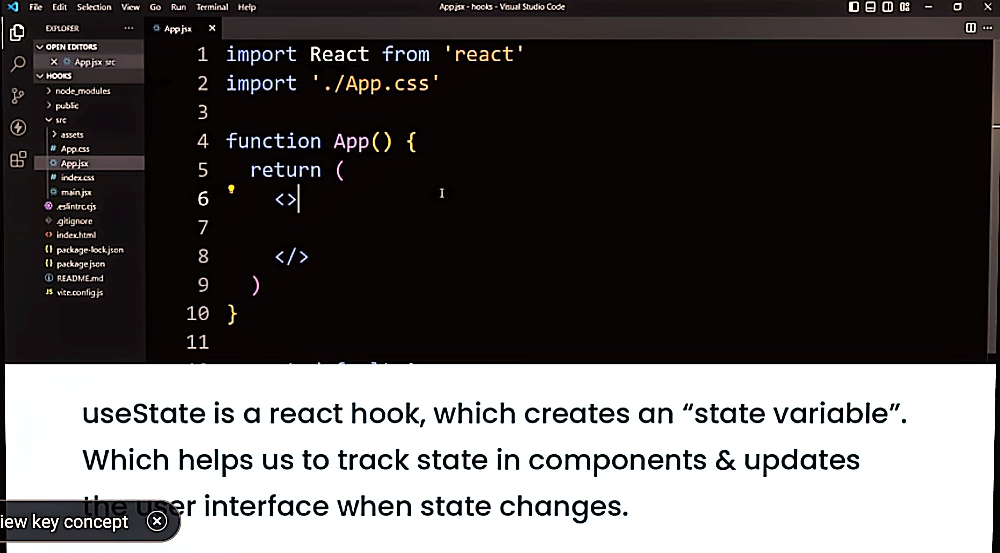 File Edit Selection View Go Run Terminal Help
App.jsx - hooks - Visual Studio Code
EXPLORER
App.jsx
OPEN EDITORS
App.jsx src
HOOKS
node_modules
public
src
assets
# App.css
App.jsx
# index.css
main.jsx
.eslintrc.cjs
.gitignore
<> index.html
{} package-lock.json
{} package.json
README.md
JS vite.config.js
1 import React from 'react'
2 import './App.css'
3
4 function App() {
5 return (
6 <>
7
8 </>
9 )
10 }
11
useState is a react hook, which creates an “state variable”.
Which helps us to track state in components & updates
the user interface when state changes.
iew key concept